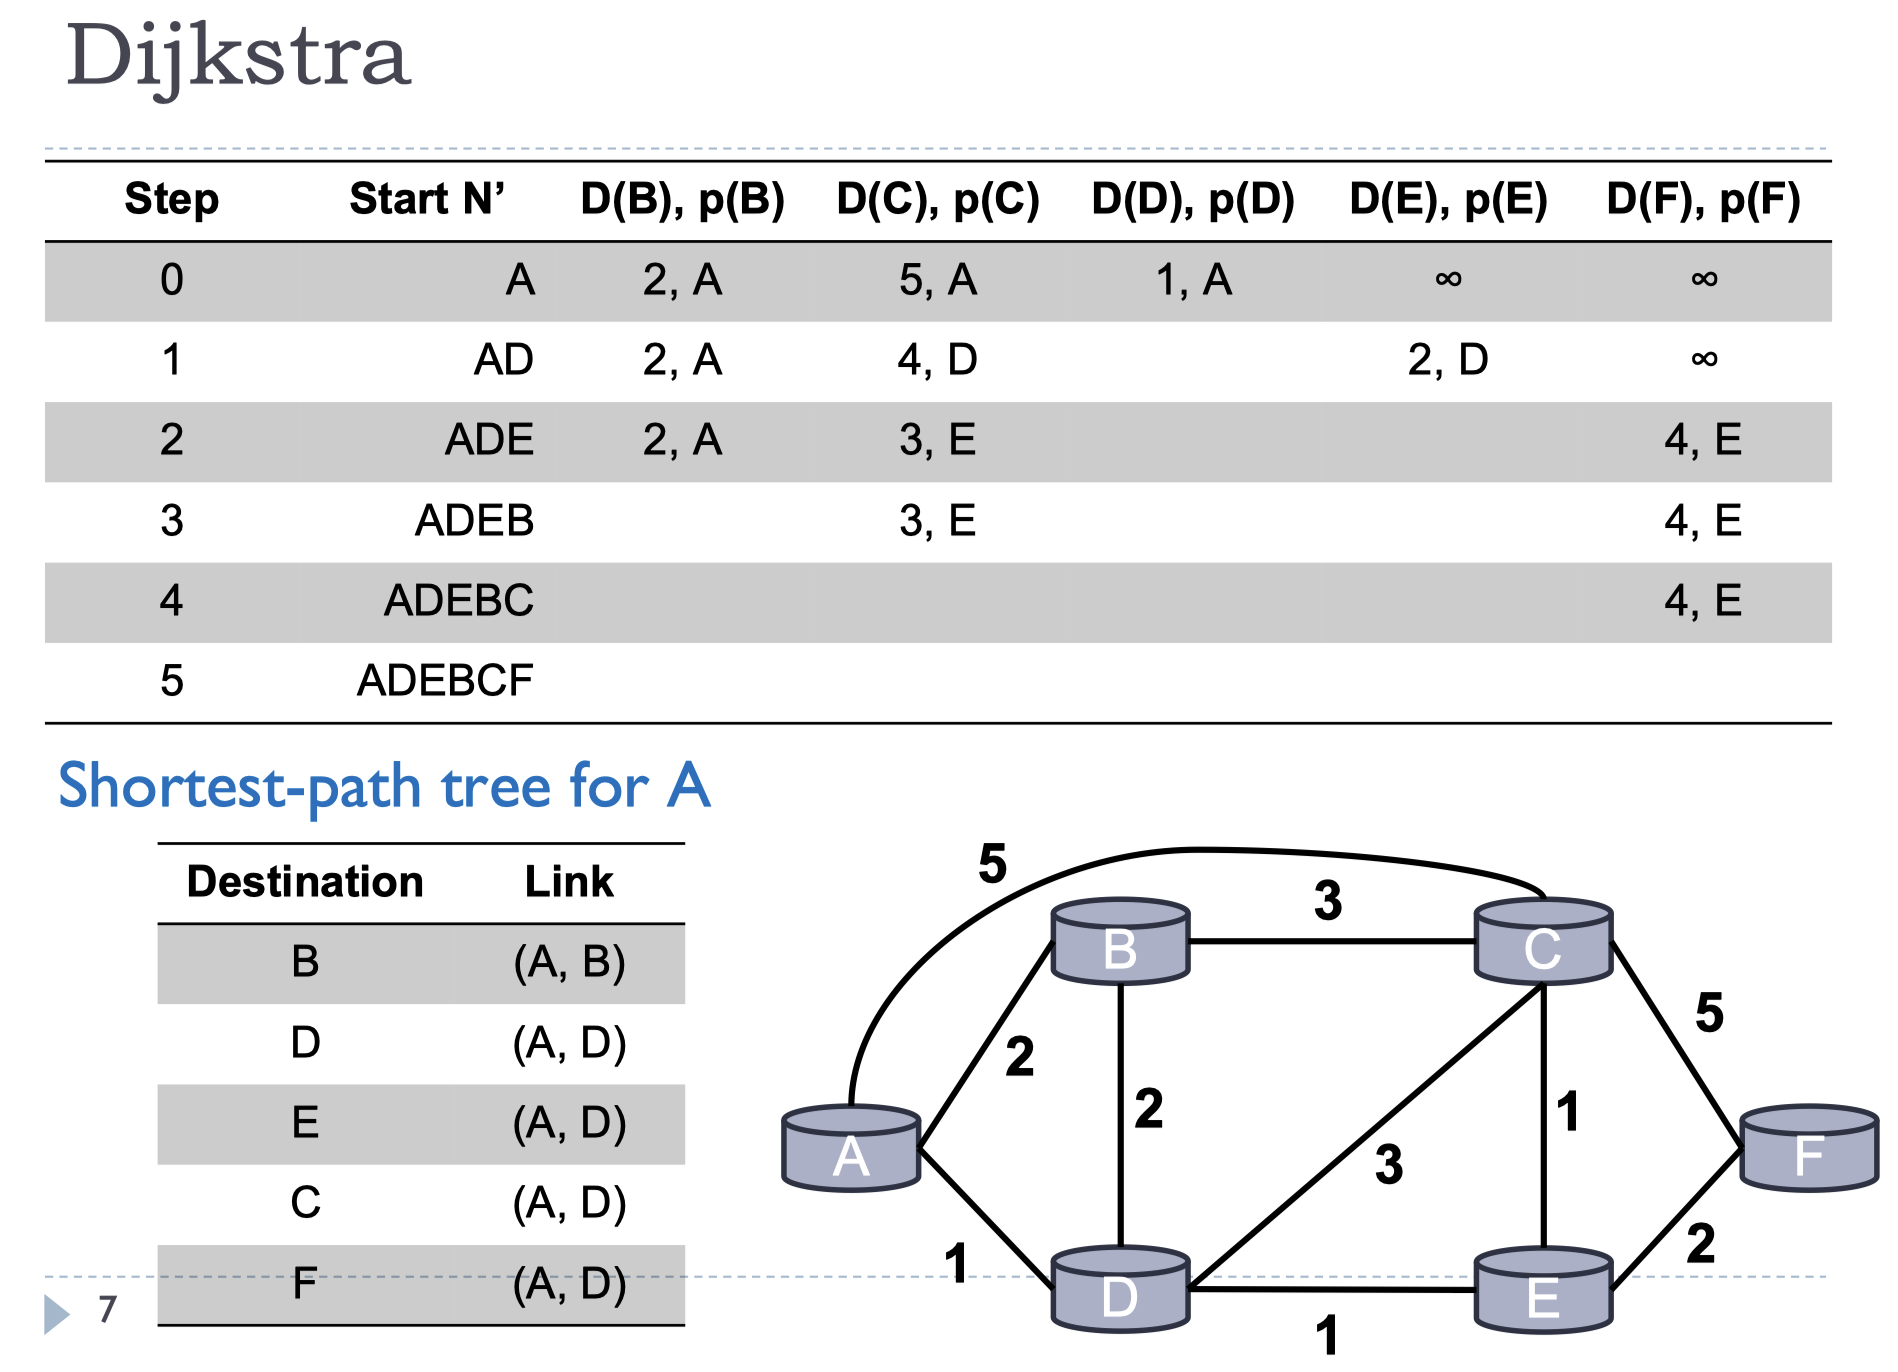 Dijkstra
Step Start N’ D(B), p(B) D(C), p(C) D(D), p(D) D(E), p(E) D(F), p(F)
0 A 2, A 5, A 1, A ∞ ∞
1 AD 2, A 4, D 2, D ∞
2 ADE 2, A 3, E 4, E
3 ADEB 3, E 4, E
4 ADEBC 4, E
5 ADEBCF
Shortest-path tree for A
Destination Link
B (A, B)
D (A, D)
E (A, D)
C (A, D)
F (A, D)
7
5
3
B
C
5
2
2
1
A
3
F
1
2
D
E
1